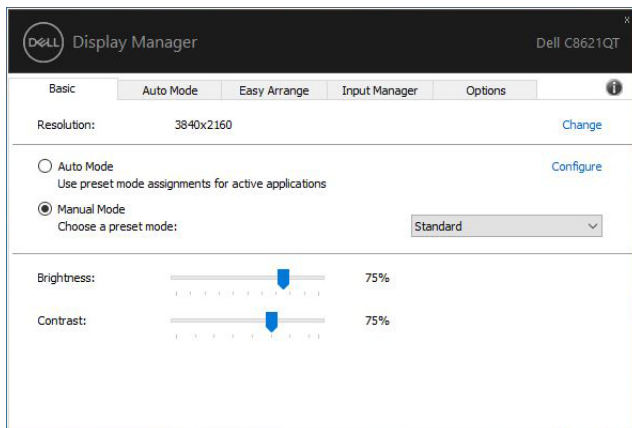 DELL Display Manager Dell C8621QT
x
Basic Auto Mode Easy Arrange Input Manager Options i
Resolution: 3840x2160 Change
Auto Mode Configure
Use preset mode assignments for active applications
Manual Mode
Choose a preset mode: Standard
Brightness: 75%
Contrast: 75%